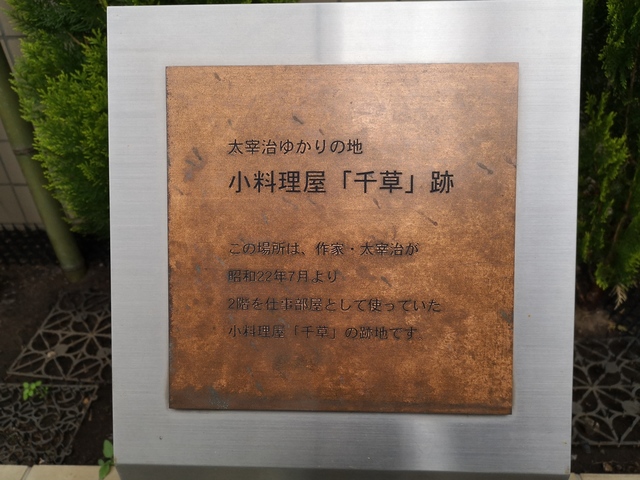 太宰治ゆかりの地
小料理屋「千草」跡
この場所は、作家・太宰治が
昭和22年7月より
2階を仕事部屋として使っていた
小料理屋「千草」の跡地です